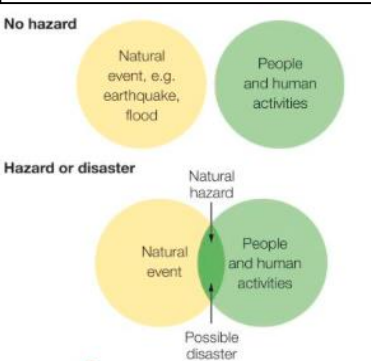 No hazard
Natural
event, e.g.
earthquake,
flood
People
and human
activities
Hazard or disaster
Natural
hazard
Natural
event
People
and human
activities
Possible
disaster